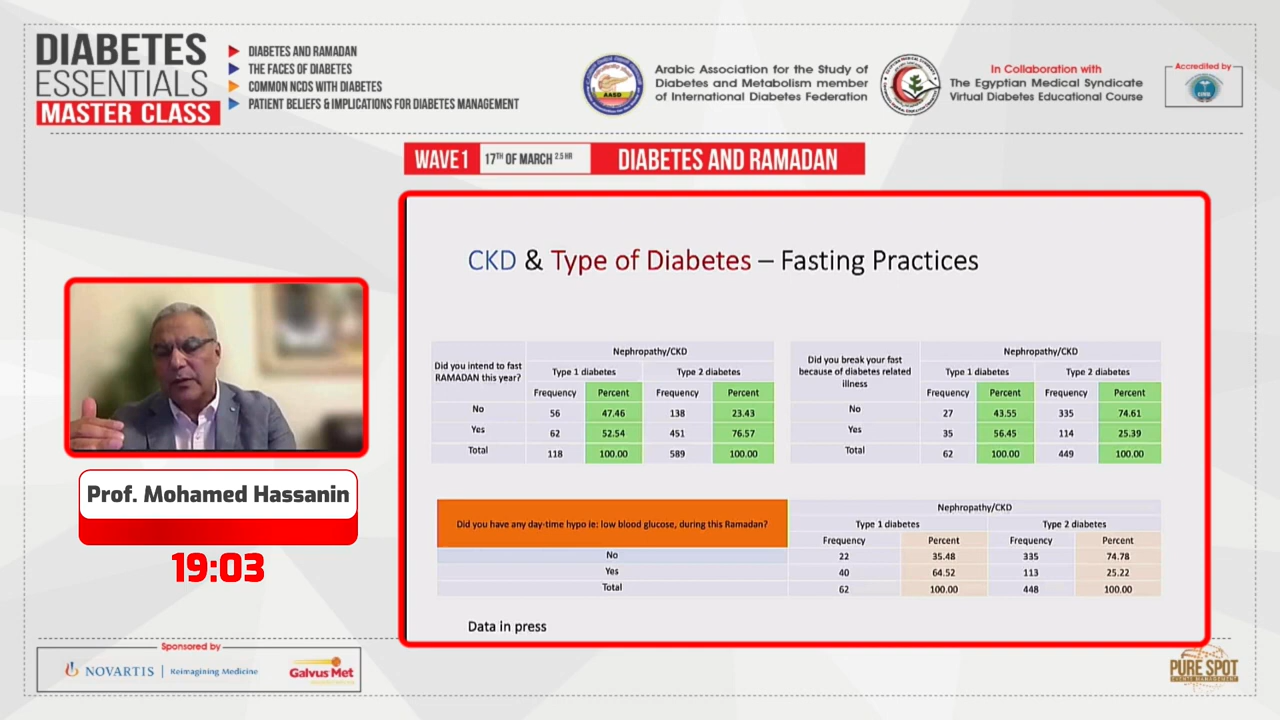 DIABETES
ESSENTIALS
MASTER CLASS
DIABETES AND RAMADAN
THE FACES OF DIABETES
COMMON NCDS WITH DIABETES
PATIENT BELIEFS & IMPLICATIONS FOR DIABETES MANAGEMENT
AASD
Arabic Association for the Study of
Diabetes and Metabolism member
of International Diabetes Federation
In Collaboration with
The Egyptian Medical Syndicate
Virtual Diabetes Educational Course
Accredited by
WAVE1 17TH OF MARCH 2.5 HR DIABETES AND RAMADAN
CKD & Type of Diabetes – Fasting Practices
Did you intend to fast
RAMADAN this year?
Nephropathy/CKD
Type 1 diabetes Type 2 diabetes
Frequency Percent Frequency Percent
No 56 47.46 138 23.43
Yes 62 52.54 451 76.57
Total 118 100.00 589 100.00
Did you break your fast
because of diabetes related
illness
Nephropathy/CKD
Type 1 diabetes Type 2 diabetes
Frequency Percent Frequency Percent
No 27 43.55 335 74.61
Yes 35 56.45 114 25.39
Total 62 100.00 449 100.00
Did you have any day-time hypo ie: low blood glucose, during this Ramadan?
Nephropathy/CKD
Type 1 diabetes Type 2 diabetes
Frequency Percent Frequency Percent
No 22 35.48 335 74.78
Yes 40 64.52 113 25.22
Total 62 100.00 448 100.00
Data in press
Prof. Mohamed Hassanin
19:03
Sponsored by
NOVARTIS | Reimagining Medicine
Galvus Met
PURE SPOT
EVENTS MANAGEMENT